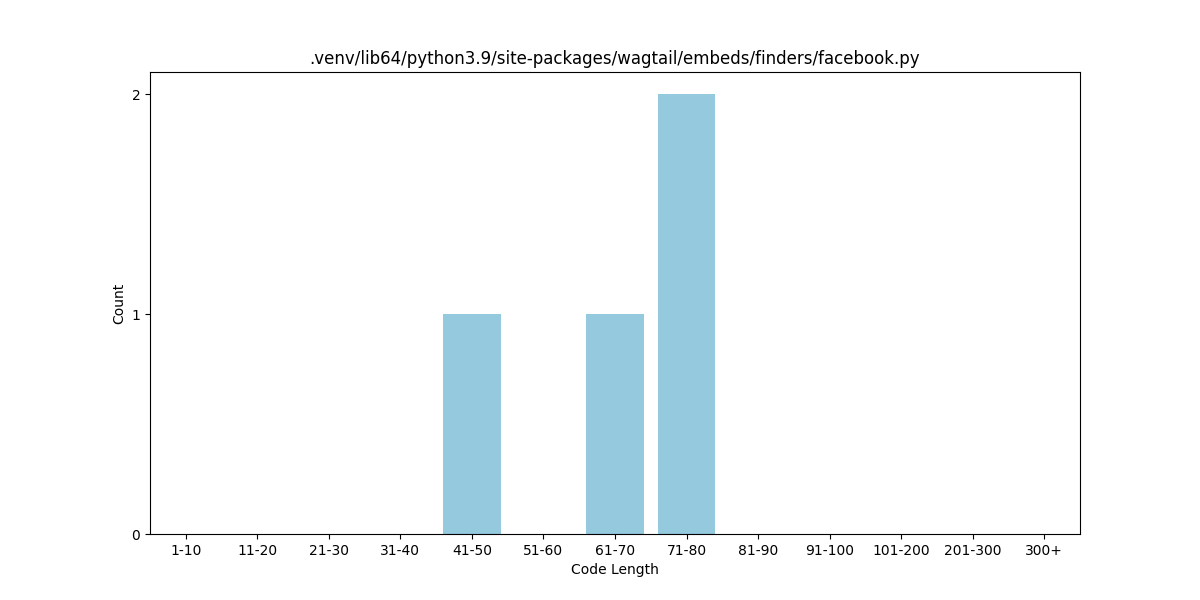 .venv/lib64/python3.9/site-packages/wagtail/embeds/finders/facebook.py
2
1
0
Count
1-10 11-20 21-30 31-40 41-50 51-60 61-70 71-80 81-90 91-100 101-200 201-300 300+
Code Length